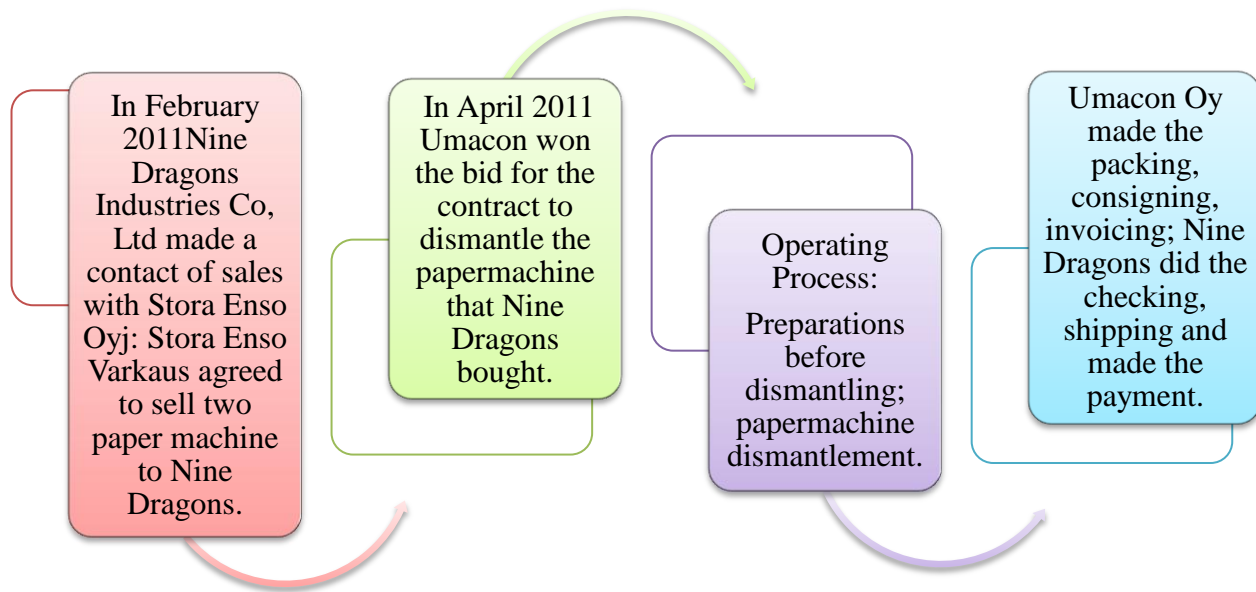 In February
2011Nine
Dragons
Industries Co,
Ltd made a
contact of sales
with Stora Enso
Oyj: Stora Enso
Varkaus agreed
to sell two
paper machine
to Nine
Dragons.
In April 2011
Umacon won
the bid for the
contract to
dismantle the
papermachine
that Nine
Dragons
bought.
Operating
Process:
Preparations
before
dismantling;
papermachine
dismantlement.
Umacon Oy
made the
packing,
consigning,
invoicing; Nine
Dragons did the
checking,
shipping and
made the
payment.